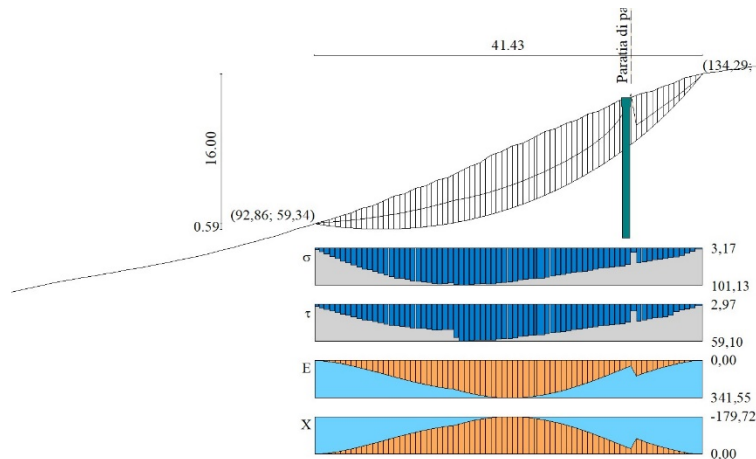 41.43
Paratia di pa
(134,29;
16.00
0.59
(92,86; 59,34)
σ
3,17
101,13
τ
2,97
59,10
E
0,00
341,55
X
-179,72
0,00